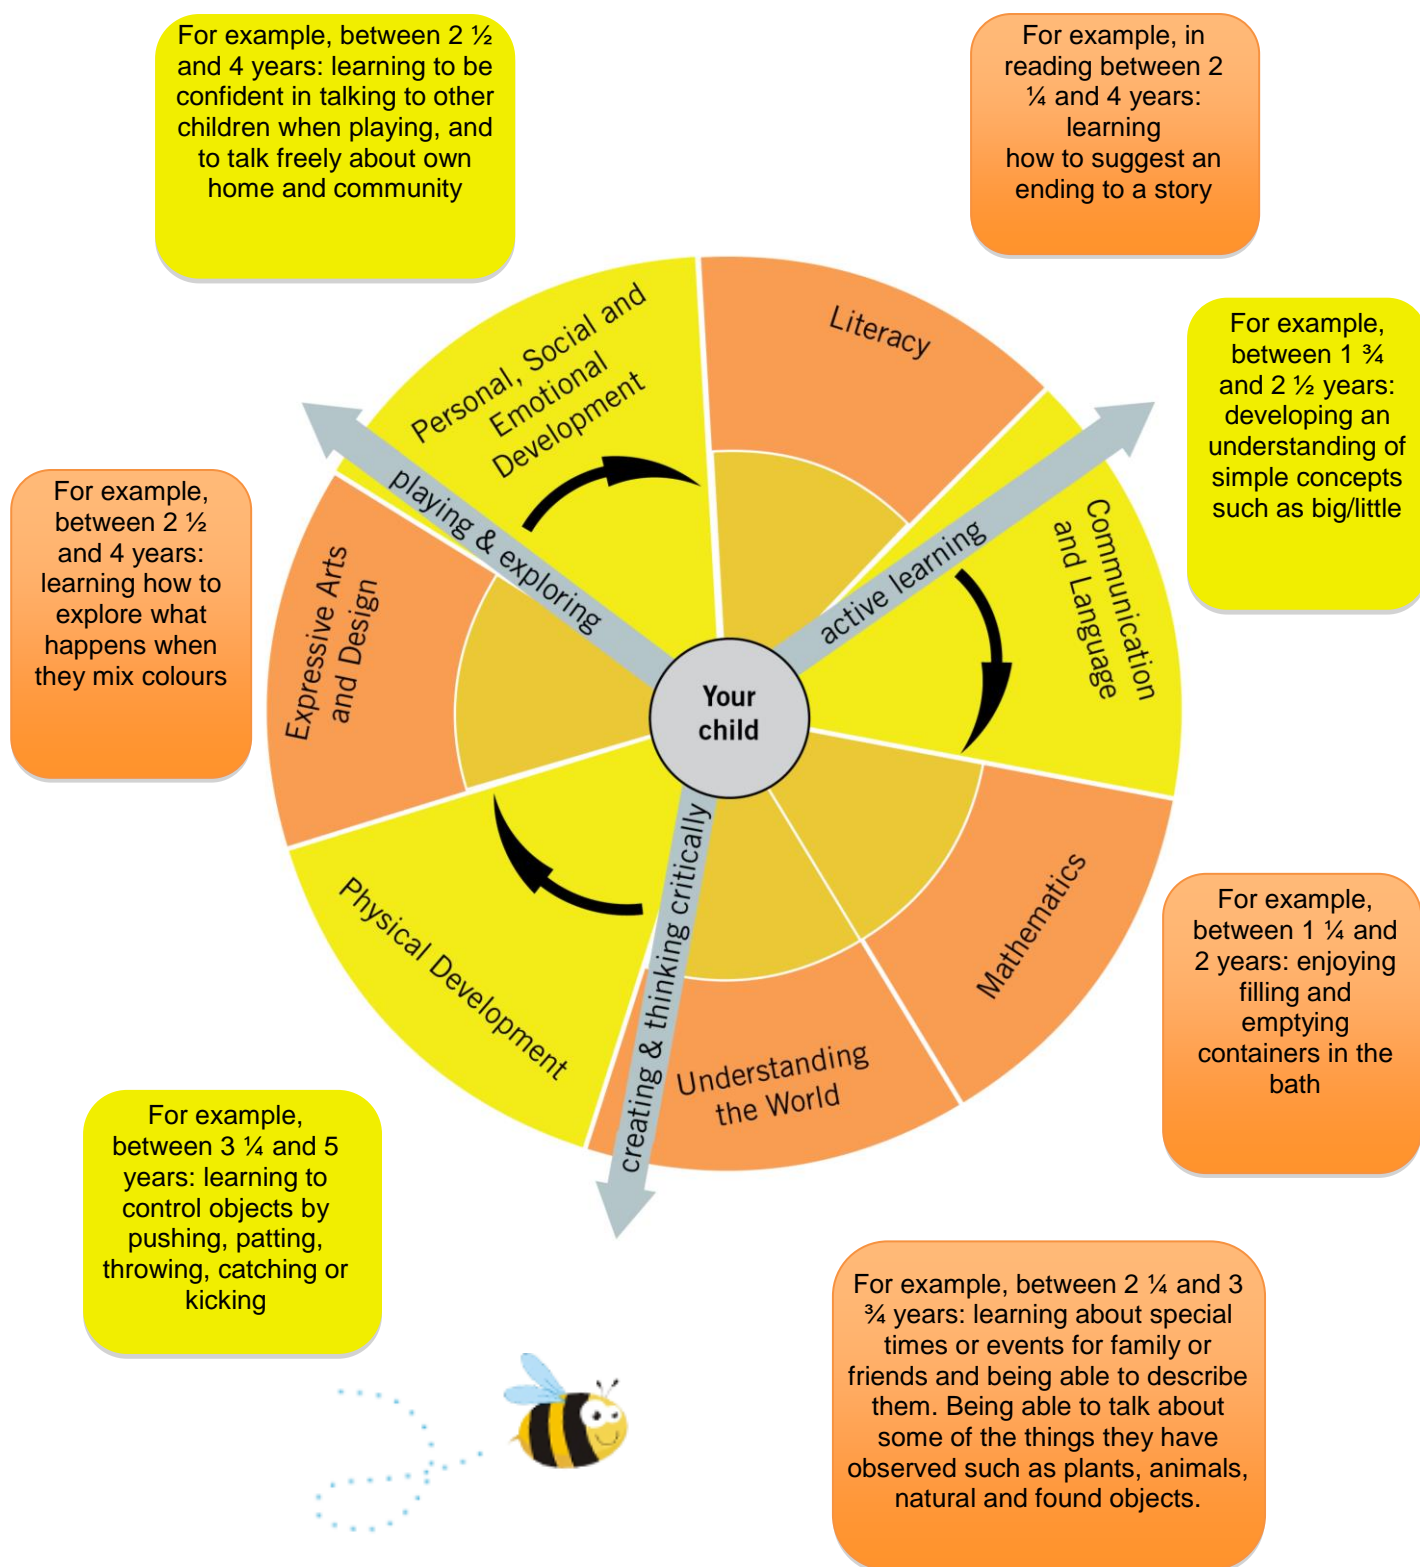 For example, between 2 ½
and 4 years: learning to be
confident in talking to other
children when playing, and
to talk freely about own
home and community
For example, in
reading between 2
¼ and 4 years:
learning
how to suggest an
ending to a story
For example,
between 1 ¾
and 2 ½ years:
developing an
understanding of
simple concepts
such as big/little
Personal, Social and
Emotional
Development
Literacy
playing & exploring
active learning
Communication
and Language
For example,
between 2 ½
and 4 years:
learning how to
explore what
happens when
they mix colours
Expressive Arts
and Design
Your
child
creating & thinking critically
Physical Development
Mathematics
Understanding
the World
For example,
between 1 ¼ and
2 years: enjoying
filling and
emptying
containers in the
bath
For example,
between 3 ¼ and 5
years: learning to
control objects by
pushing, patting,
throwing, catching or
kicking
For example, between 2 ¼ and 3
¾ years: learning about special
times or events for family or
friends and being able to describe
them. Being able to talk about
some of the things they have
observed such as plants, animals,
natural and found objects.